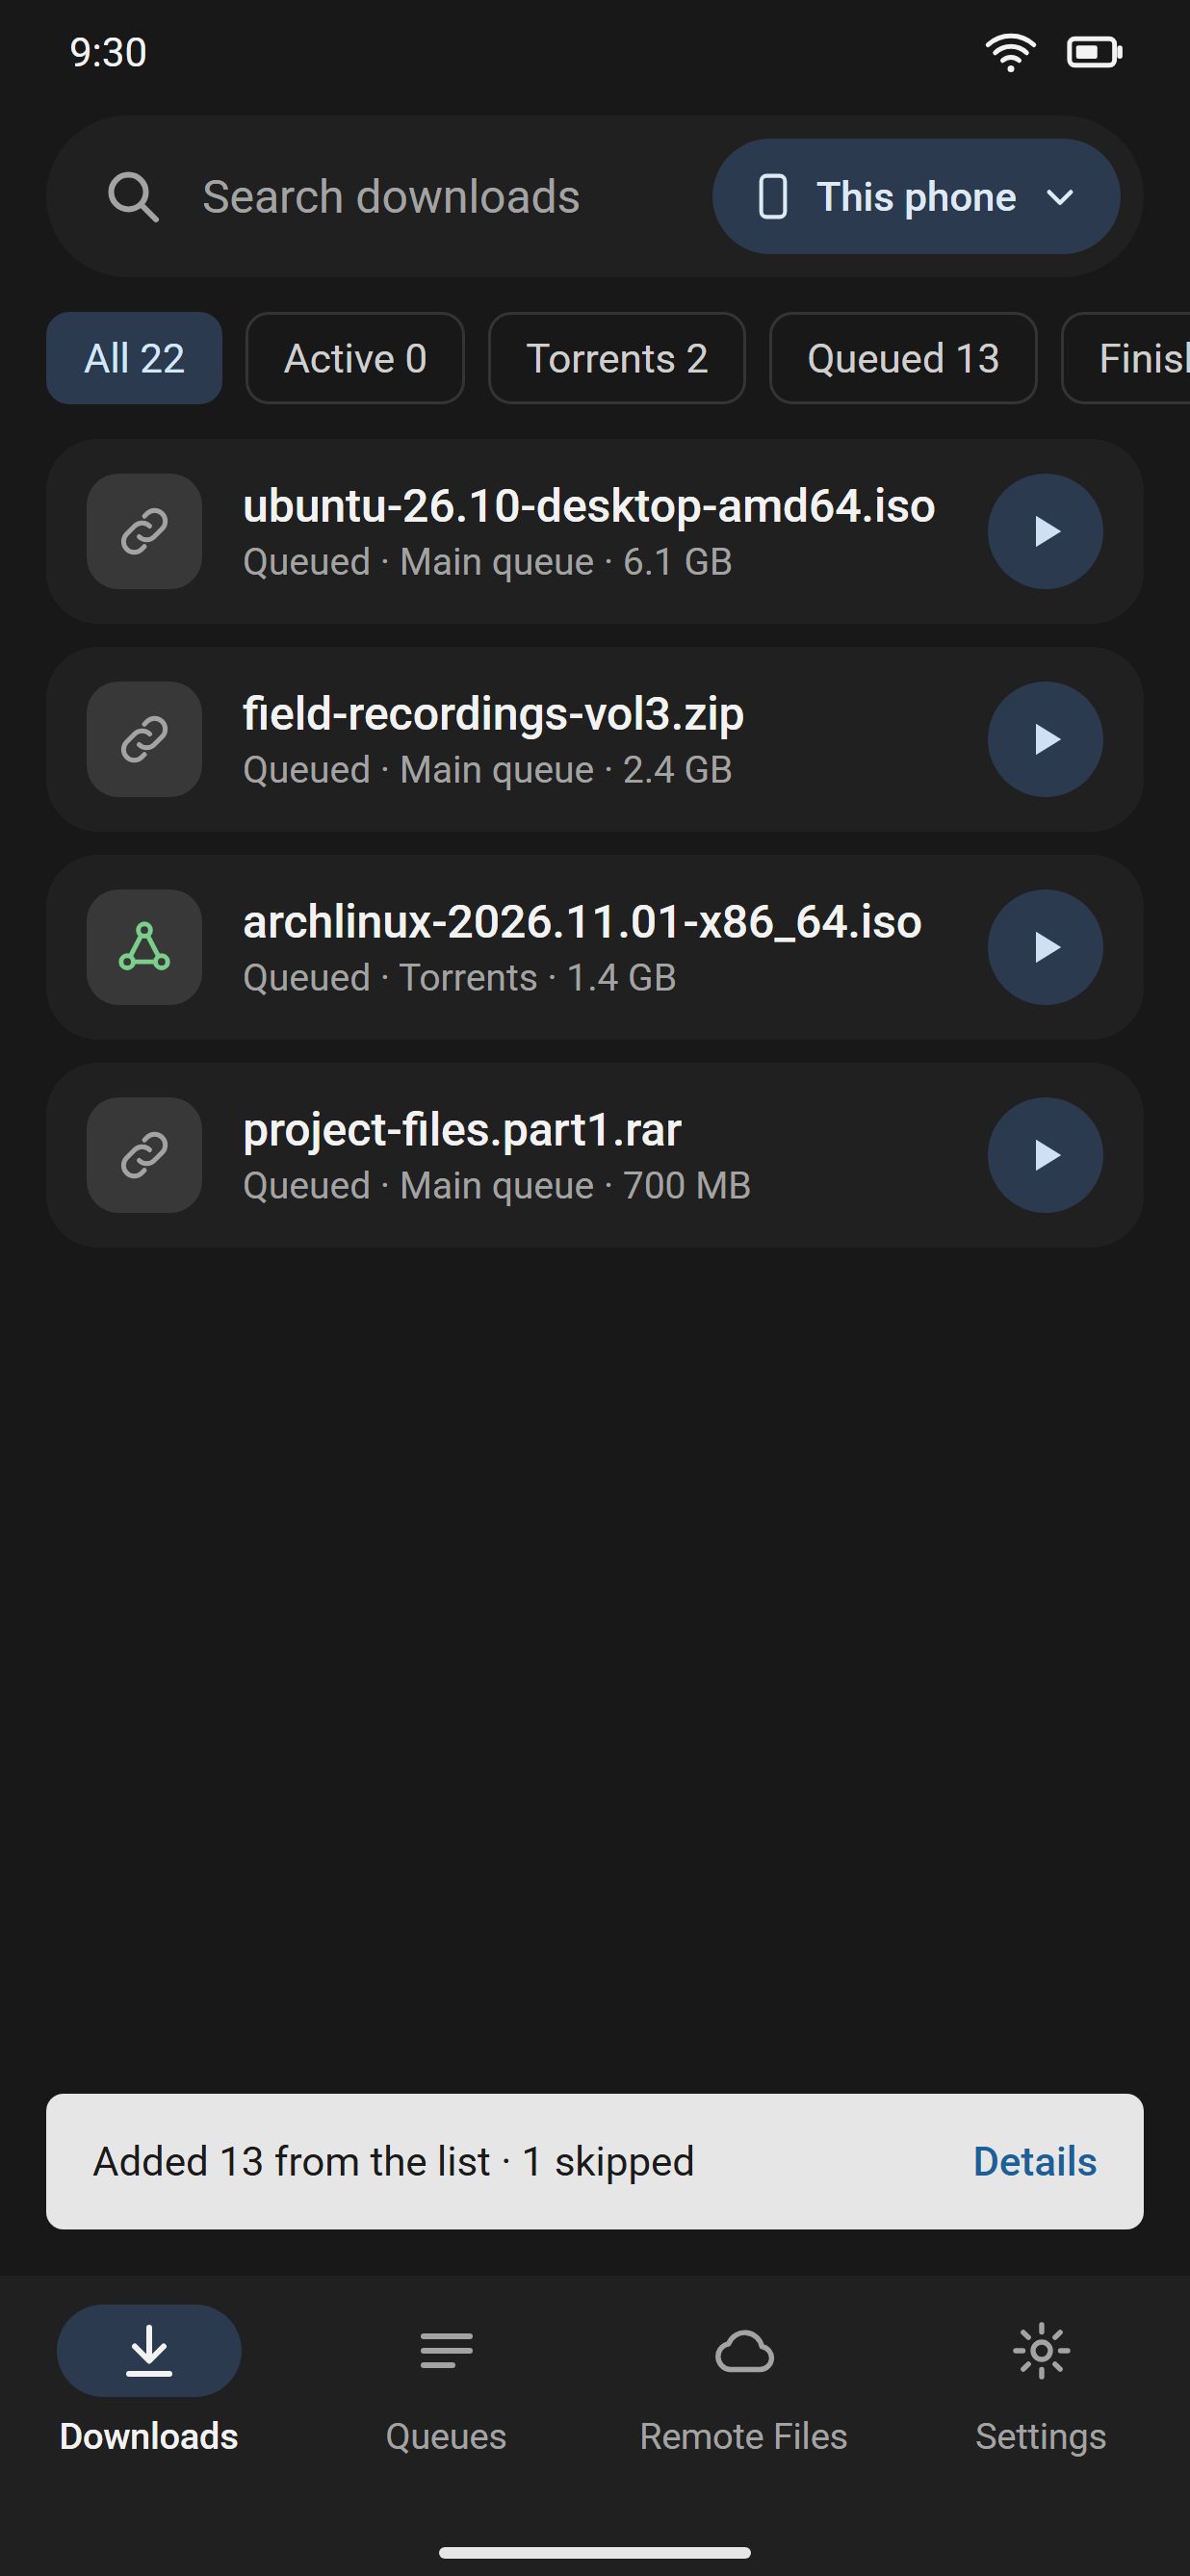 9:30
Search downloads
This phone
All 22
Active 0
Torrents 2
Queued 13
Finish
ubuntu-26.10-desktop-amd64.iso
Queued · Main queue · 6.1 GB
field-recordings-vol3.zip
Queued · Main queue · 2.4 GB
archlinux-2026.11.01-x86_64.iso
Queued · Torrents · 1.4 GB
project-files.part1.rar
Queued · Main queue · 700 MB
Added 13 from the list · 1 skipped
Details
Downloads
Queues
Remote Files
Settings